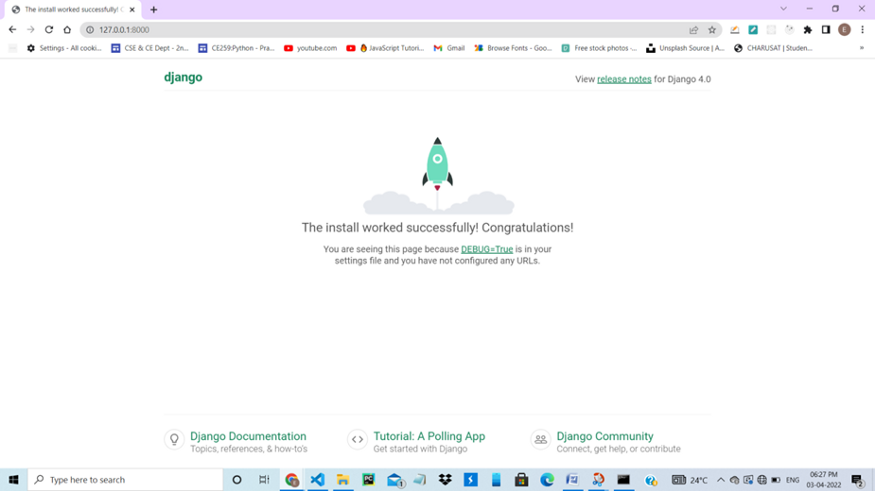 The install worked successfully! C
127.0.0.1:8000
E
Settings - All cooki...
CSE & CE Dept - 2n...
CE259:Python - Pra...
youtube.com
JavaScript Tutori...
Gmail
Browse Fonts - Goo...
Free stock photos -...
Unsplash Source | A...
CHARUSAT | Studen...
»
django
View release notes for Django 4.0
The install worked successfully! Congratulations!
You are seeing this page because DEBUG=True is in your
settings file and you have not configured any URLs.
Django Documentation
Topics, references, & how-to's
Tutorial: A Polling App
Get started with Django
Django Community
Connect, get help, or contribute
Type here to search
24°C
ENG
06:27 PM
03-04-2022
2